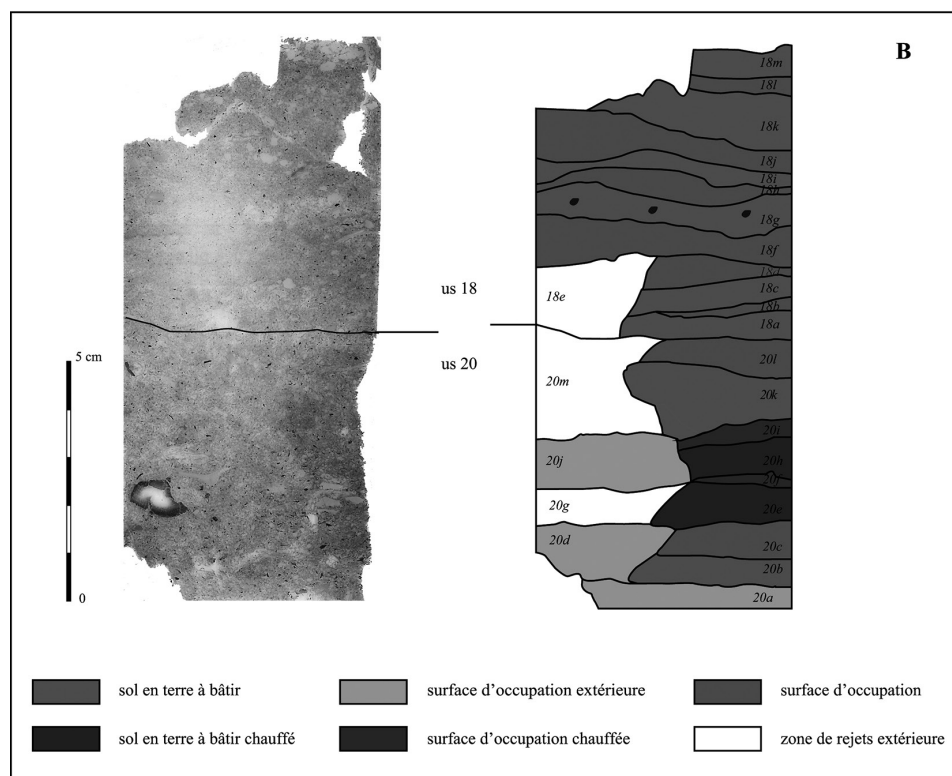 B
18m
18l
18k
18j
18i
18h
18g
18f
18d
18e
18c
18b
18a
us 18
us 20
5 cm
0
20l
20m
20k
20i
20j
20h
20f
20e
20g
20d
20c
20b
20a
sol en terre à bâtir
surface d’occupation extérieure
surface d’occupation
sol en terre à bâtir chauffé
surface d’occupation chauffée
zone de rejets extérieure